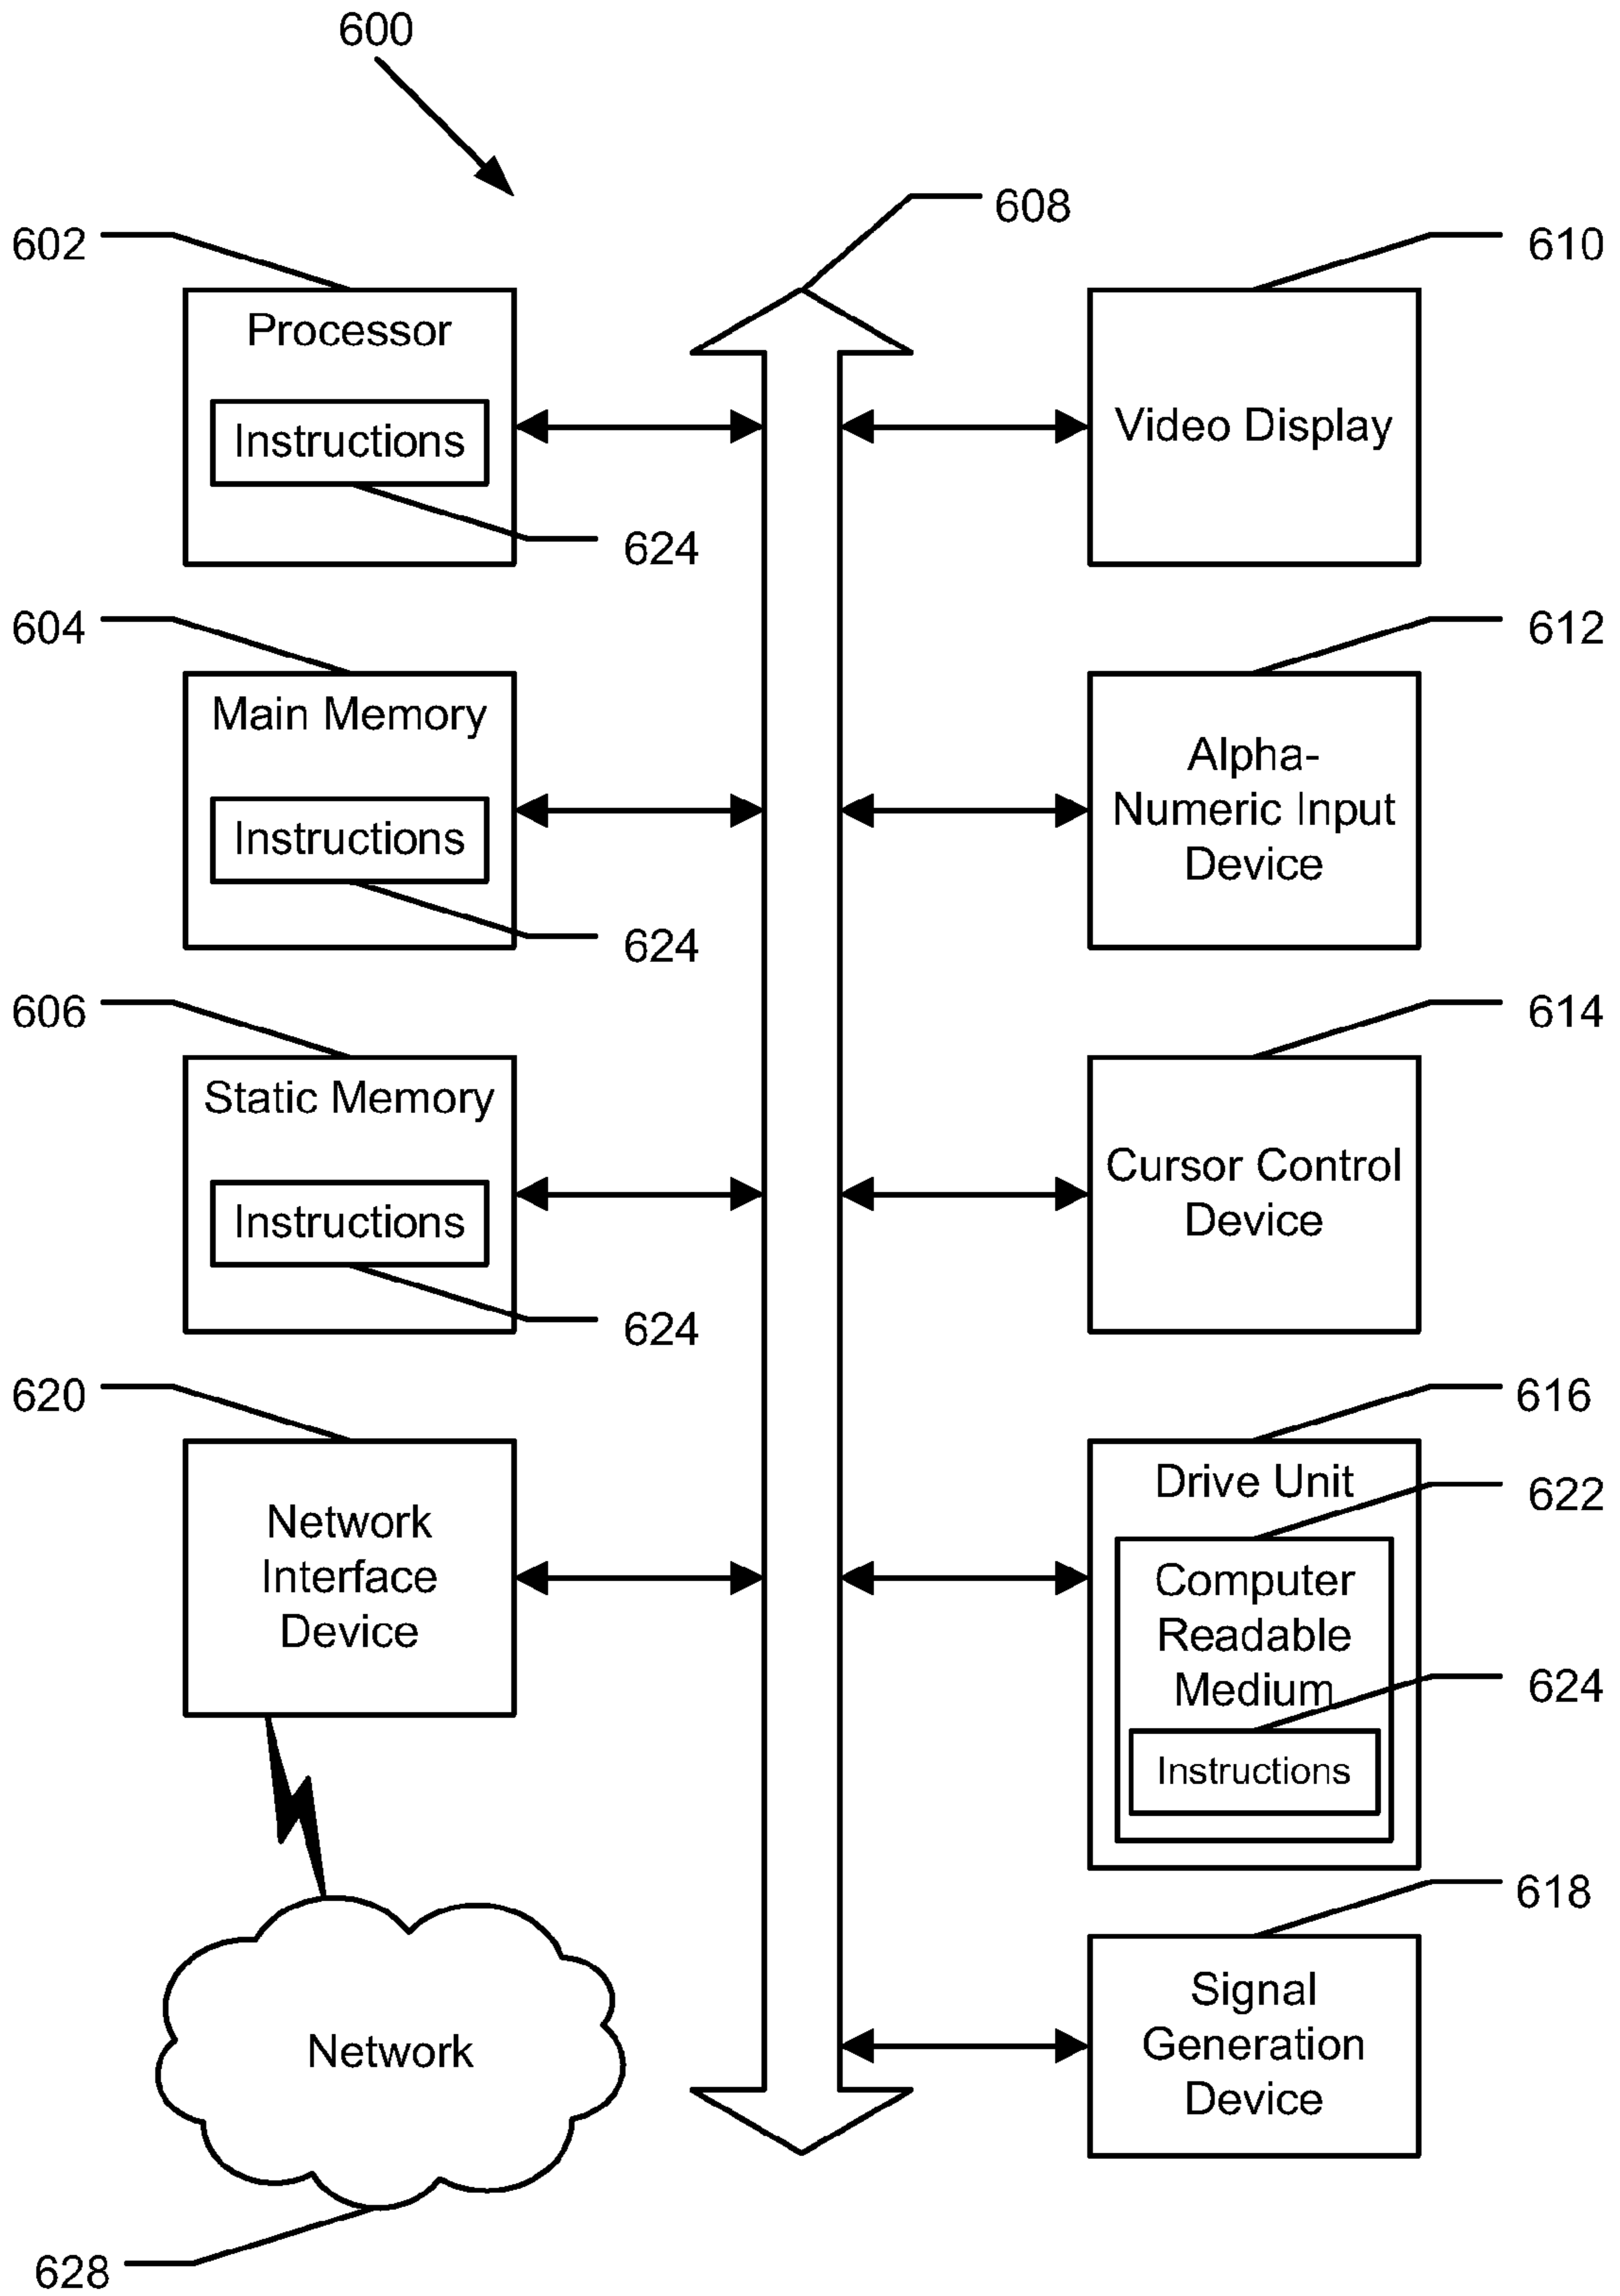 600
608
602
610
Processor
Instructions
Video Display
624
604
612
Main Memory
Alpha-
Numeric Input
Device
Instructions
624
606
614
Static Memory
Cursor Control
Device
Instructions
624
620
616
Network
Interface
Device
Drive Unit
622
Computer
Readable
Medium
624
Instructions
618
Signal
Generation
Device
Network
628